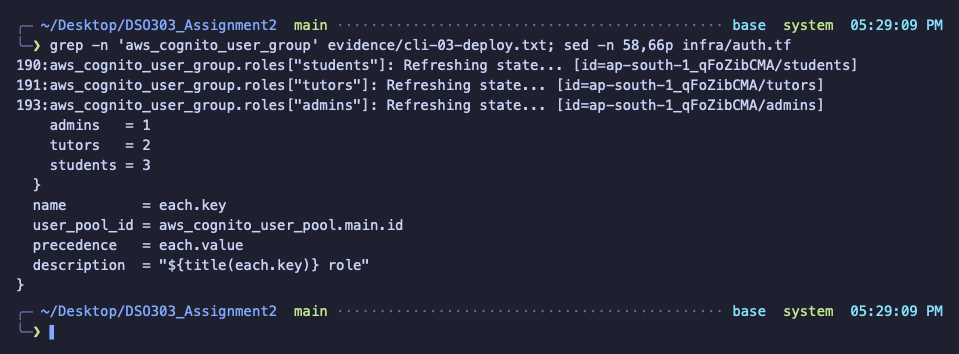 ~/Desktop/DSO303_Assignment2 main ················································ base system 05:29:09 PM
❯ grep -n 'aws_cognito_user_group' evidence/cli-03-deploy.txt; sed -n 58,66p infra/auth.tf
190:aws_cognito_user_group.roles["students"]: Refreshing state... [id=ap-south-1_qFoZibCMA/students]
191:aws_cognito_user_group.roles["tutors"]: Refreshing state... [id=ap-south-1_qFoZibCMA/tutors]
193:aws_cognito_user_group.roles["admins"]: Refreshing state... [id=ap-south-1_qFoZibCMA/admins]
    admins   = 1
    tutors   = 2
    students = 3
  }
  name         = each.key
  user_pool_id = aws_cognito_user_pool.main.id
  precedence   = each.value
  description  = "${title(each.key)} role"
}
~/Desktop/DSO303_Assignment2 main ················································ base system 05:29:09 PM
❯